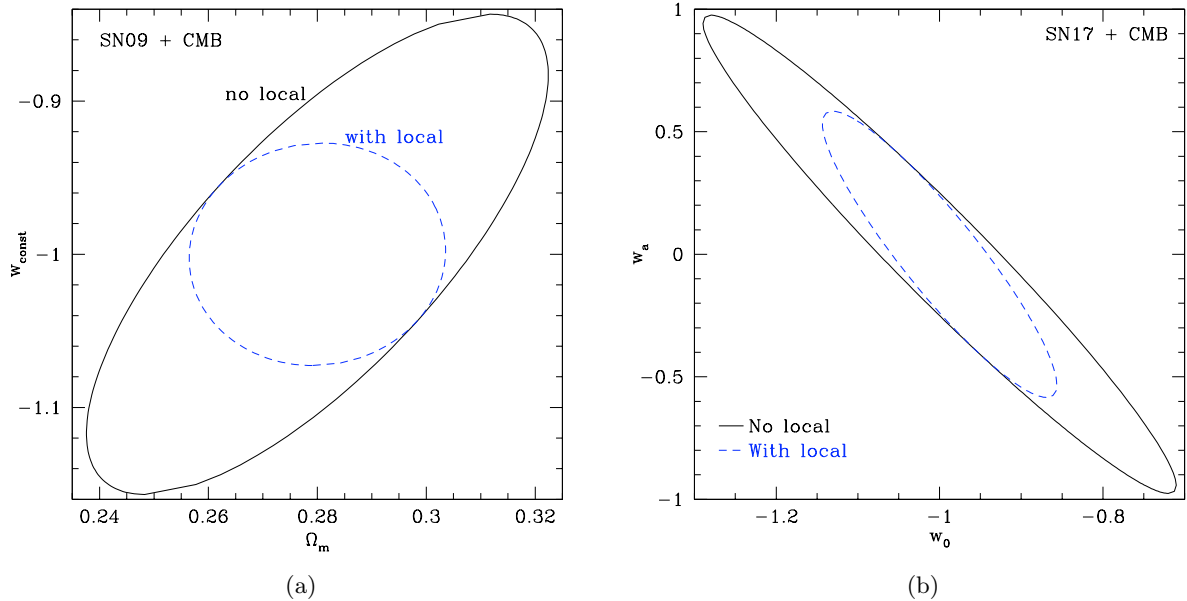 SN09 + CMB
no local
with local
−0.9
−1
−1.1
w_const
0.24
0.26
0.28
0.3
0.32
Ω_m
(a)
SN17 + CMB
1
0.5
0
−0.5
−1
w_a
No local
With local
−1.2
−1
−0.8
w_0
(b)